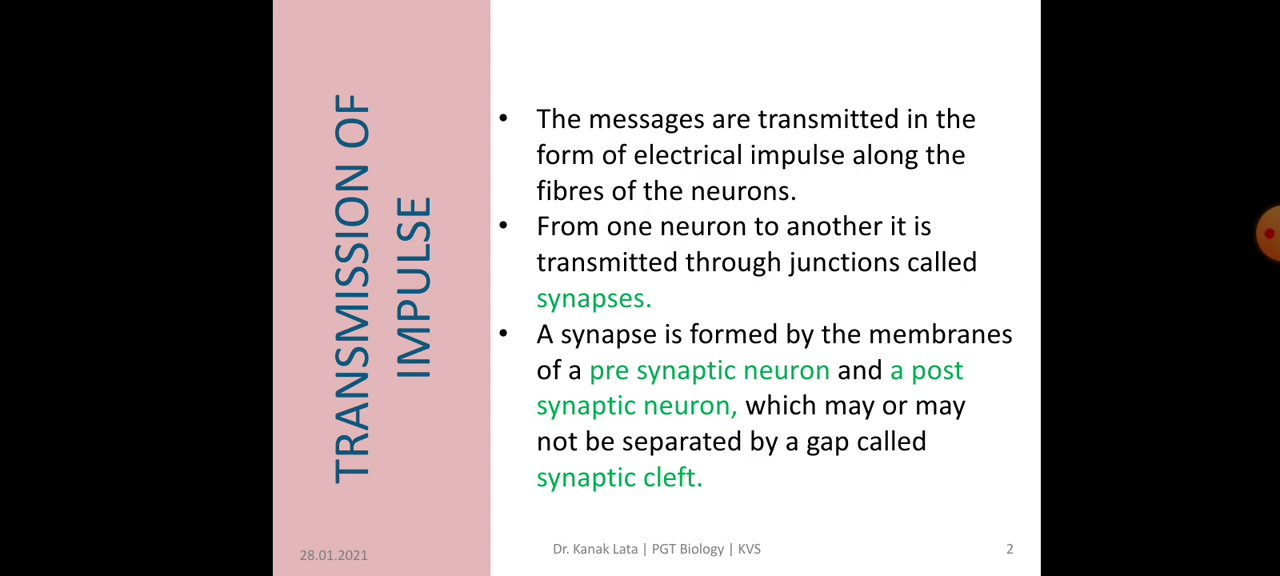 TRANSMISSION OF
IMPULSE
• The messages are transmitted in the
form of electrical impulse along the
fibres of the neurons.
• From one neuron to another it is
transmitted through junctions called
synapses.
• A synapse is formed by the membranes
of a pre synaptic neuron and a post
synaptic neuron, which may or may
not be separated by a gap called
synaptic cleft.
28.01.2021
Dr. Kanak Lata | PGT Biology | KVS
2